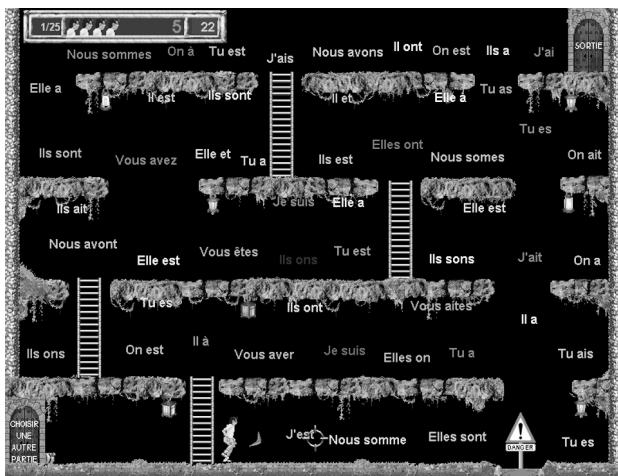 1/25 5 22
Nous sommes On à Tu est J'ais Nous avons Il ont On est Ils a J'ai SORTIE
Elle a Il est Ils sont Il et Elle à Tu as
Tu es
Ils sont Vous avez Elle et Tu a Ils est Elles ont Nous somes On ait
Ils ait Je suis Elle a Elle est
Nous avont Elle est Vous êtes Ils ons Tu est Ils sons J'ait On a
Tu es Ils ont Vous aites
Il a
Ils ons On est Il à Vous aver Je suis Elles on Tu a Tu ais
CHOISIR
UNE
AUTRE
PARTIE
J'est Nous somme Elles sont DANGER Tu es